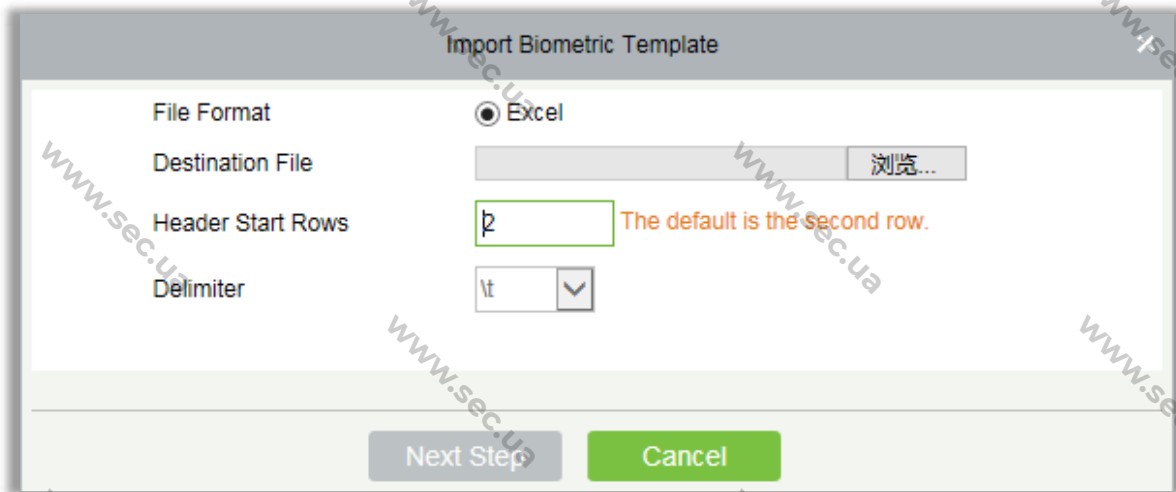 Import Biometric Template
File Format Excel
Destination File 浏览...
Header Start Rows 2 The default is the second row.
Delimiter \t
Next Step Cancel
www.sec.ua
www.sec.ua
www.sec.ua
www.sec.ua
www.sec.ua
www.sec.ua